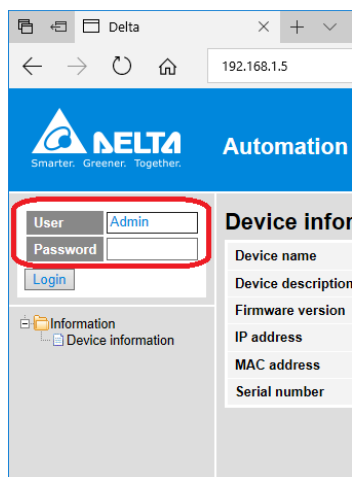 Delta
192.168.1.5
DELTA
Smarter. Greener. Together.
Automation
User Admin
Password
Login
Information
Device information
Device infor
Device name
Device description
Firmware version
IP address
MAC address
Serial number